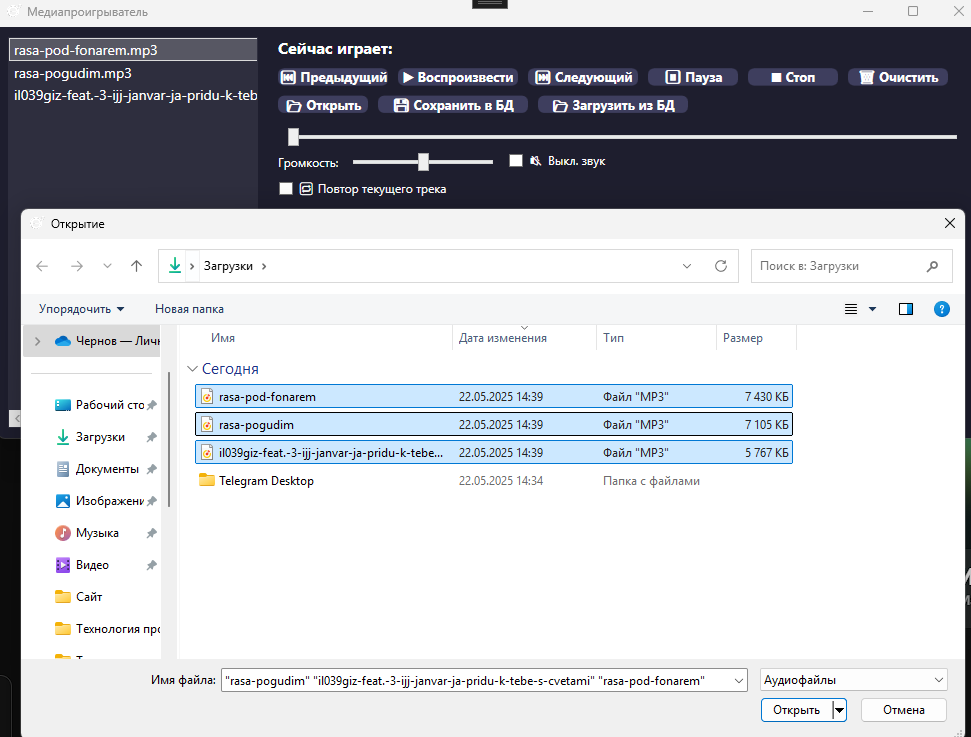 Медиапроигрыватель
rasa-pod-fonarem.mp3
rasa-pogudim.mp3
il039giz-feat.-3-ijj-janvar-ja-pridu-k-teb
Сейчас играет:
Предыдущий Воспроизвести Следующий Пауза Стоп Очистить
Открыть Сохранить в БД Загрузить из БД
Громкость: Выкл. звук
Повтор текущего трека
Открытие
Загрузки
Поиск в: Загрузки
Упорядочить Новая папка
Чернов — Личн
Рабочий сто
Загрузки
Документы
Изображени
Музыка
Видео
Сайт
Технология про
Имя Дата изменения Тип Размер
Сегодня
rasa-pod-fonarem 22.05.2025 14:39 Файл "MP3" 7 430 КБ
rasa-pogudim 22.05.2025 14:39 Файл "MP3" 7 105 КБ
il039giz-feat.-3-ijj-janvar-ja-pridu-k-tebe... 22.05.2025 14:39 Файл "MP3" 5 767 КБ
Telegram Desktop 22.05.2025 14:34 Папка с файлами
Имя файла: "rasa-pogudim" "il039giz-feat.-3-ijj-janvar-ja-pridu-k-tebe-s-cvetami" "rasa-pod-fonarem" Аудиофайлы
Открыть Отмена